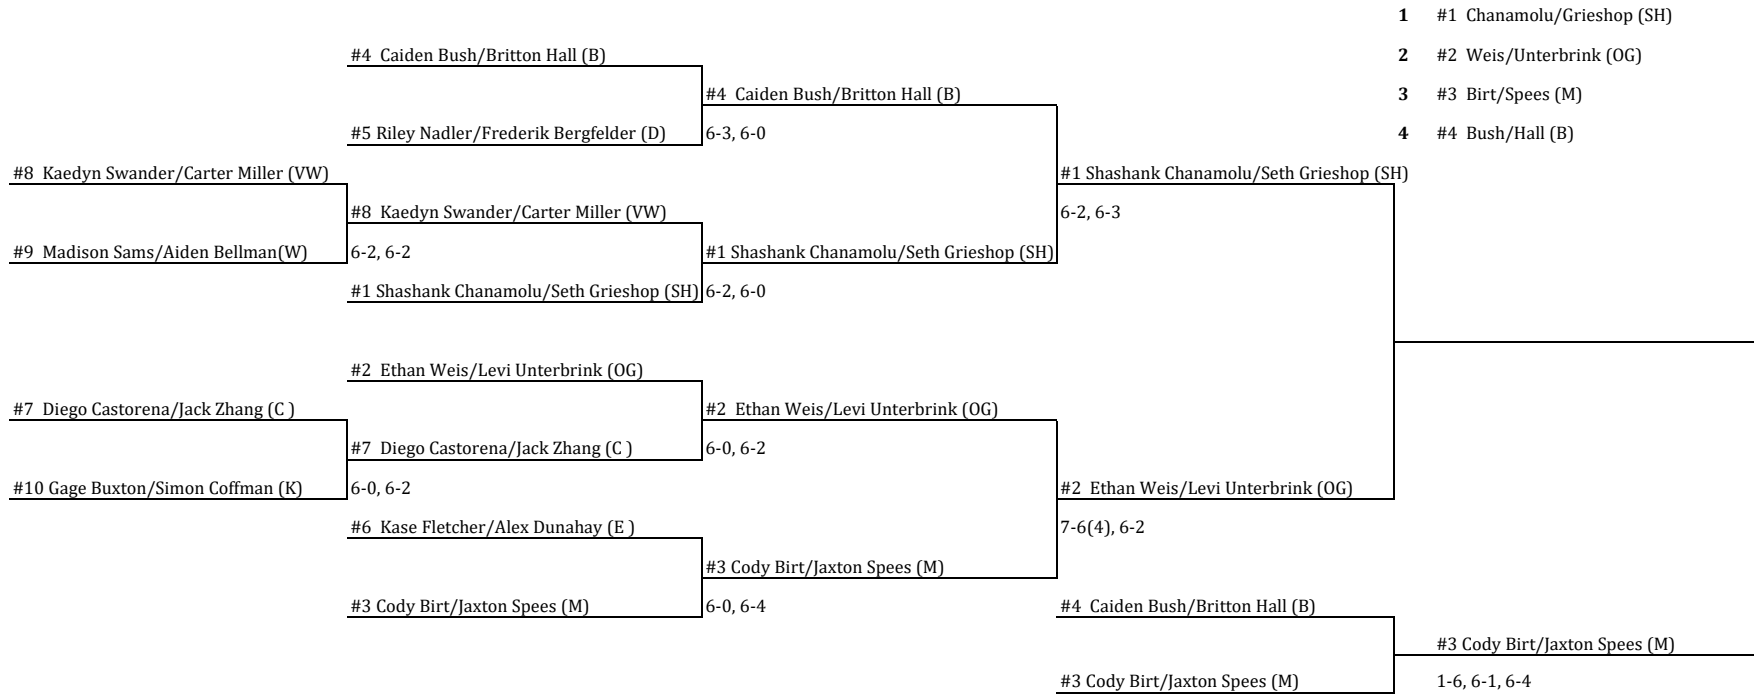 1 #1 Chanamolu/Grieshop (SH)
#4 Caiden Bush/Britton Hall (B)
2 #2 Weis/Unterbrink (OG)
#4 Caiden Bush/Britton Hall (B)
3 #3 Birt/Spees (M)
#5 Riley Nadler/Frederik Bergfelder (D)
6-3, 6-0
4 #4 Bush/Hall (B)
#8 Kaedyn Swander/Carter Miller (VW)
#1 Shashank Chanamolu/Seth Grieshop (SH)
#8 Kaedyn Swander/Carter Miller (VW)
6-2, 6-3
#9 Madison Sams/Aiden Bellman(W)
6-2, 6-2
#1 Shashank Chanamolu/Seth Grieshop (SH)
#1 Shashank Chanamolu/Seth Grieshop (SH)
6-2, 6-0
#2 Ethan Weis/Levi Unterbrink (OG)
#7 Diego Castorena/Jack Zhang (C )
#2 Ethan Weis/Levi Unterbrink (OG)
#7 Diego Castorena/Jack Zhang (C )
6-0, 6-2
#10 Gage Buxton/Simon Coffman (K)
6-0, 6-2
#2 Ethan Weis/Levi Unterbrink (OG)
#6 Kase Fletcher/Alex Dunahay (E )
7-6(4), 6-2
#3 Cody Birt/Jaxton Spees (M)
#3 Cody Birt/Jaxton Spees (M)
6-0, 6-4
#4 Caiden Bush/Britton Hall (B)
#3 Cody Birt/Jaxton Spees (M)
#3 Cody Birt/Jaxton Spees (M)
1-6, 6-1, 6-4